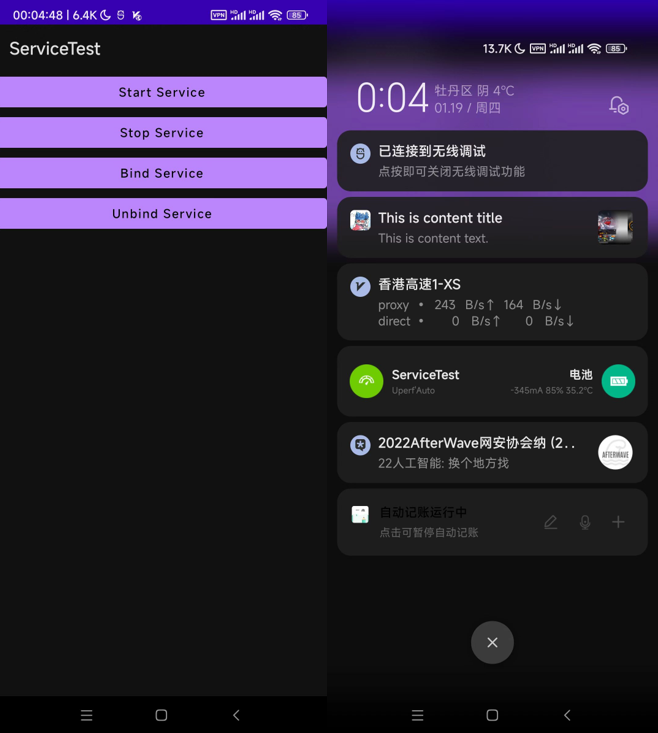 00:04:48 | 6.4K
VPN HD HD 85
ServiceTest
Start Service
Stop Service
Bind Service
Unbind Service
13.7K VPN HD HD 85
0:04
牡丹区 阴 4°C
01.19 / 周四
已连接到无线调试
点按即可关闭无线调试功能
This is content title
This is content text.
香港高速1-XS
proxy • 243 B/s↑ 164 B/s↓
direct • 0 B/s↑ 0 B/s↓
ServiceTest
Uperf'Auto
电池
-345mA 85% 35.2°C
2022AfterWave网安协会纳 (2...
22人工智能: 换个地方找
AFTERWAVE
自动记账运行中
点击可暂停自动记账